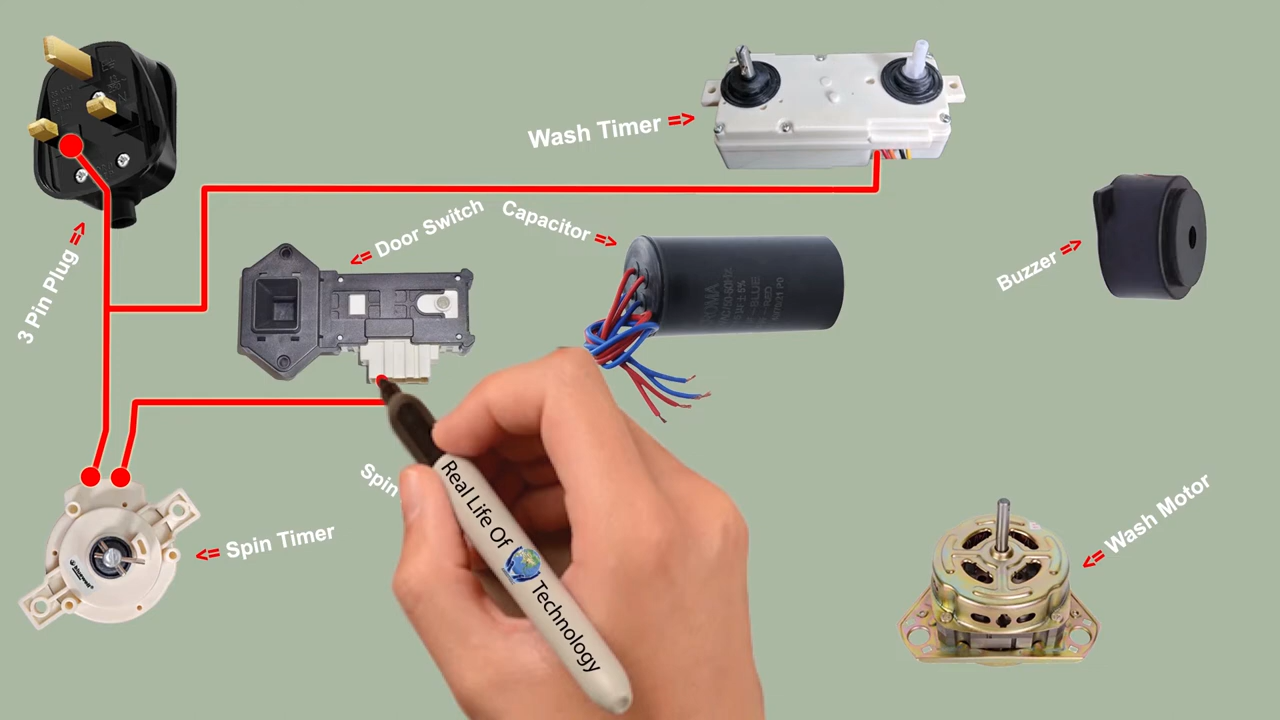 Wash Timer =>
<= Door Switch
Capacitor =>
Buzzer =>
3 Pin Plug =>
Spin
<= Spin Timer
<= Wash Motor
Real Life Of Technology